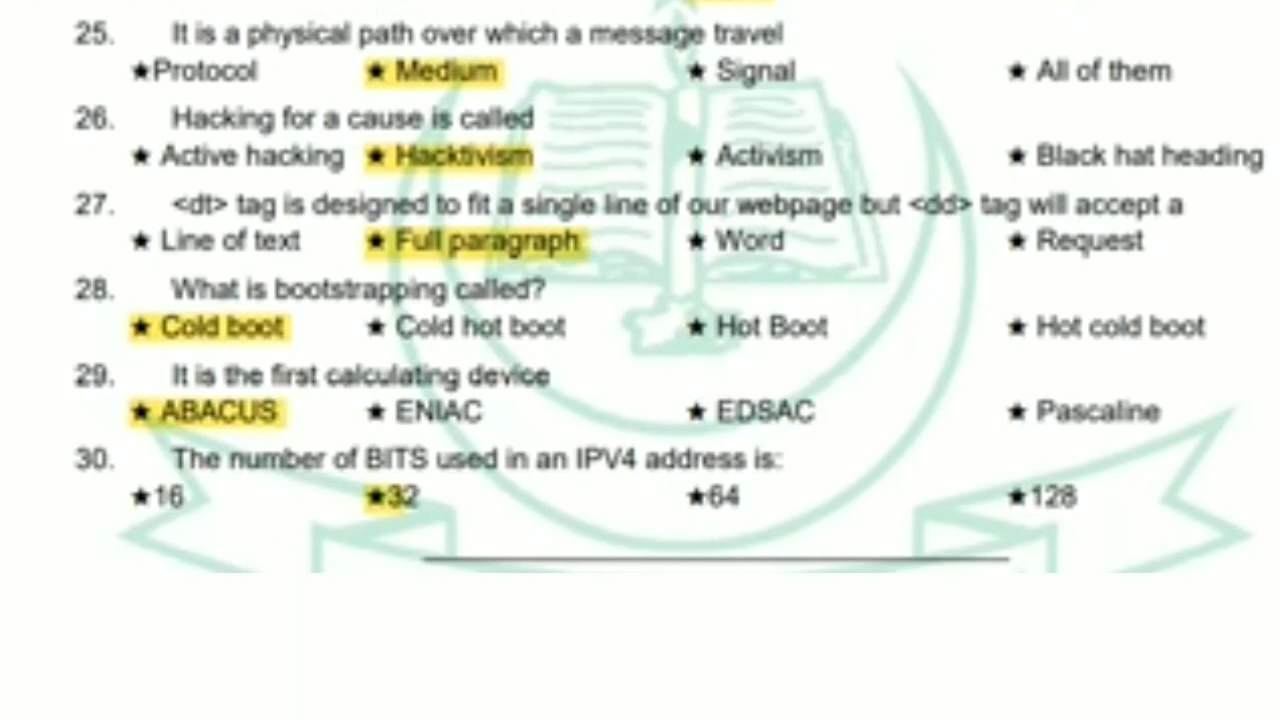 25. It is a physical path over which a message travel
★Protocol ★ Medium ★ Signal ★ All of them
26. Hacking for a cause is called
★ Active hacking ★ Hacktivism ★ Activism ★ Black hat heading
27. <dt> tag is designed to fit a single line of our webpage but <dd> tag will accept a
★ Line of text ★ Full paragraph ★ Word ★ Request
28. What is bootstrapping called?
★ Cold boot ★ Cold hot boot ★ Hot Boot ★ Hot cold boot
29. It is the first calculating device
★ ABACUS ★ ENIAC ★ EDSAC ★ Pascaline
30. The number of BITS used in an IPV4 address is:
★16 ★32 ★64 ★128